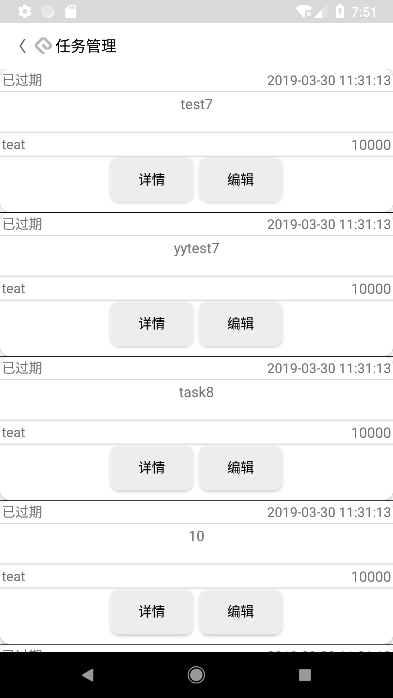 7:51
任务管理
已过期 2019-03-30 11:31:13
test7
teat 10000
详情 编辑
已过期 2019-03-30 11:31:13
yytest7
teat 10000
详情 编辑
已过期 2019-03-30 11:31:13
task8
teat 10000
详情 编辑
已过期 2019-03-30 11:31:13
10
teat 10000
详情 编辑